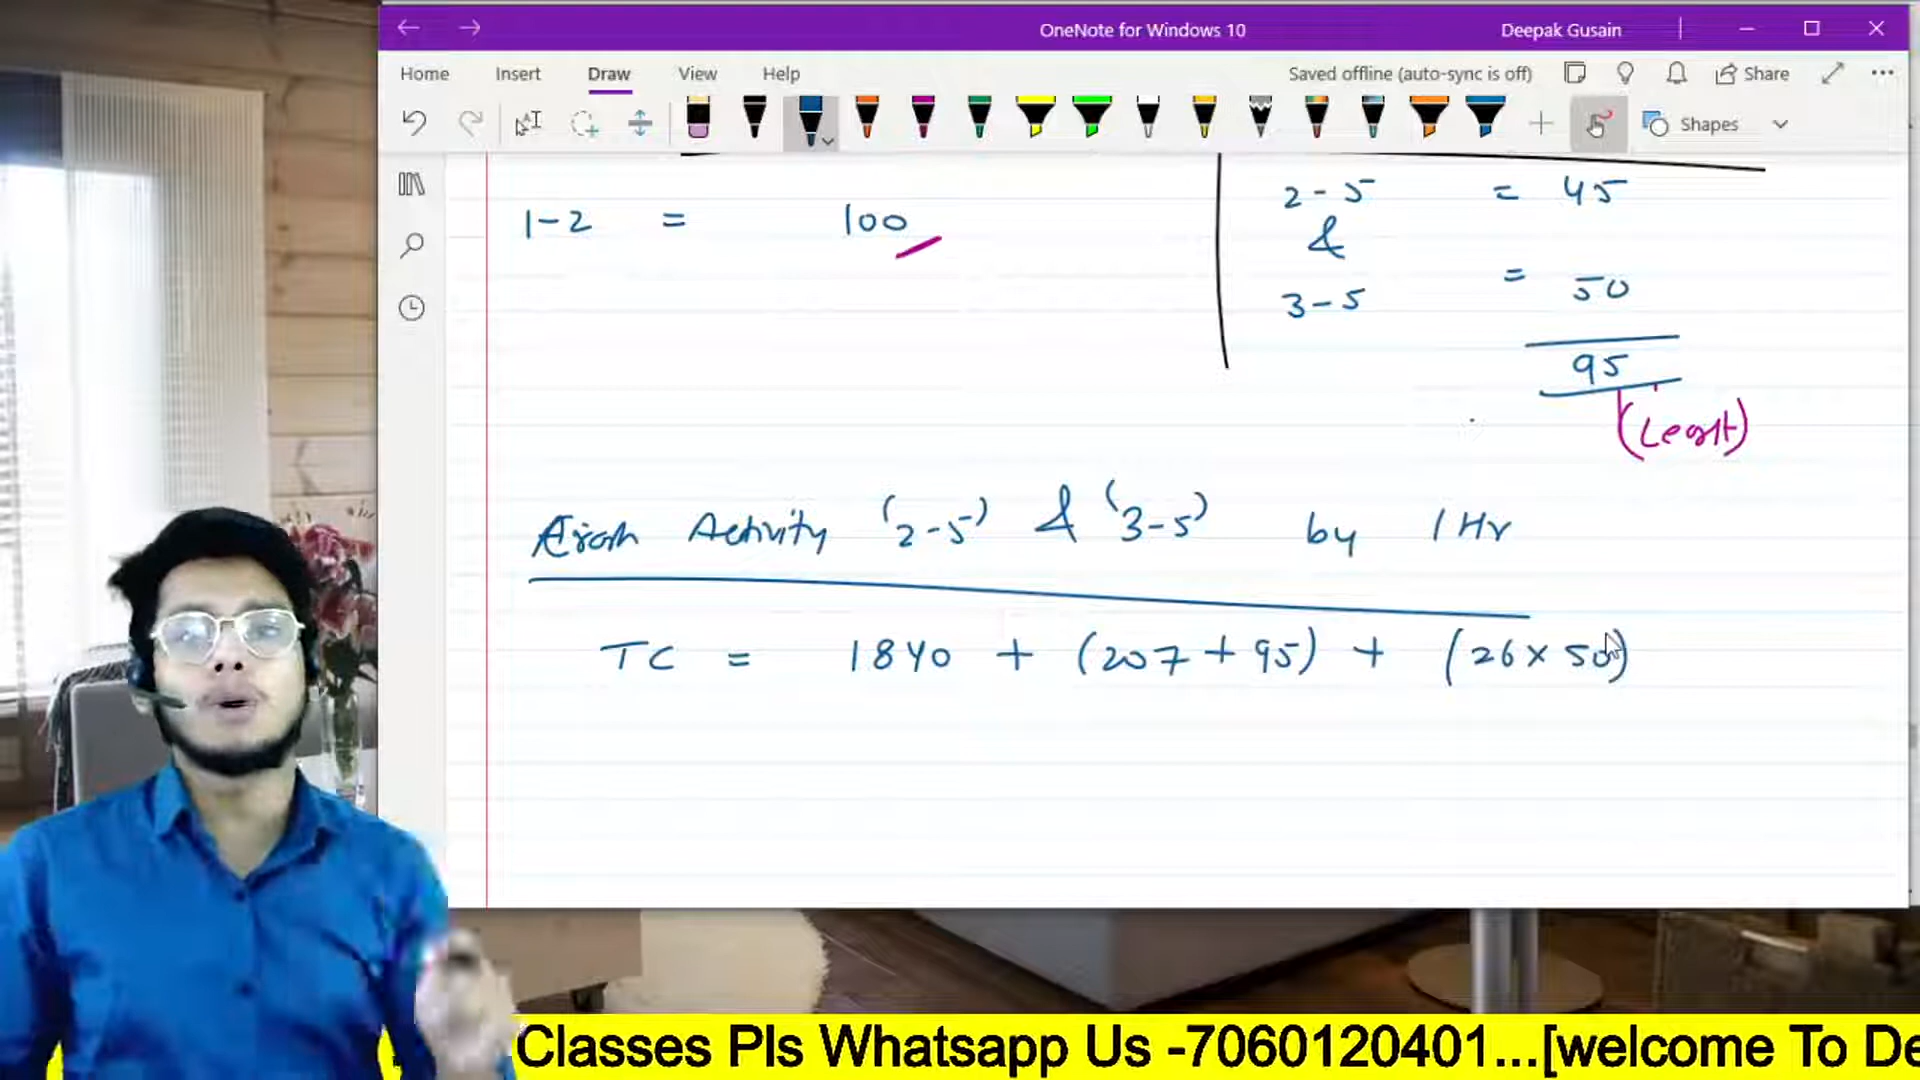 OneNote for Windows 10
Deepak Gusain
Home Insert Draw View Help
Saved offline (auto-sync is off)
Share
Shapes
1-2 = 100
2-5 = 45
&
3-5 = 50
95
(Least)
Crash Activity (2-5) & (3-5) by 1 Hr
TC = 1840 + (207 + 95) + (26 × 50)
Classes Pls Whatsapp Us -7060120401...[welcome To De